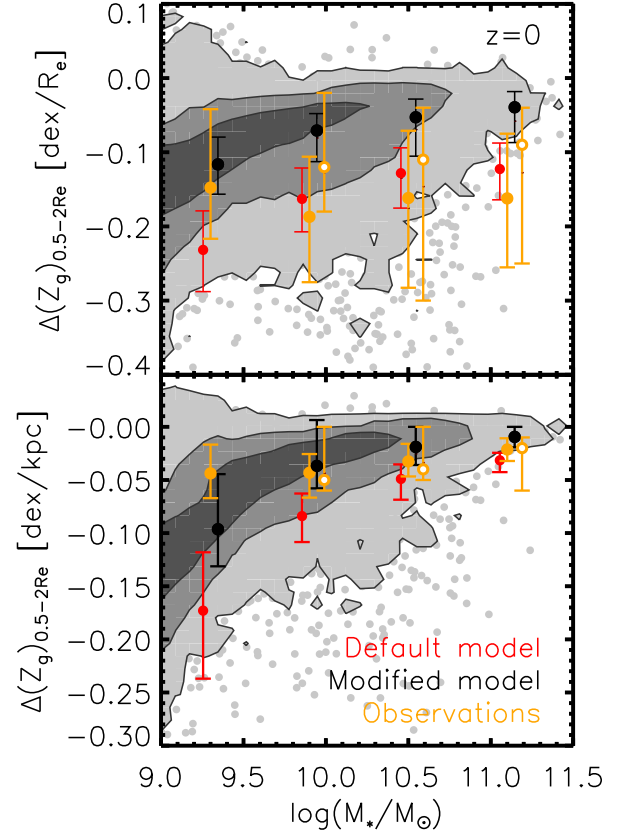 0.1
z=0
0.0
−0.1
−0.2
−0.3
−0.4
Δ(Z_g)_0.5−2Re [dex/R_e]
−0.00
−0.05
−0.10
−0.15
−0.20
−0.25
−0.30
Δ(Z_g)_0.5−2Re [dex/kpc]
Default model
Modified model
Observations
9.0 9.5 10.0 10.5 11.0 11.5
log(M_*/M_⊙)